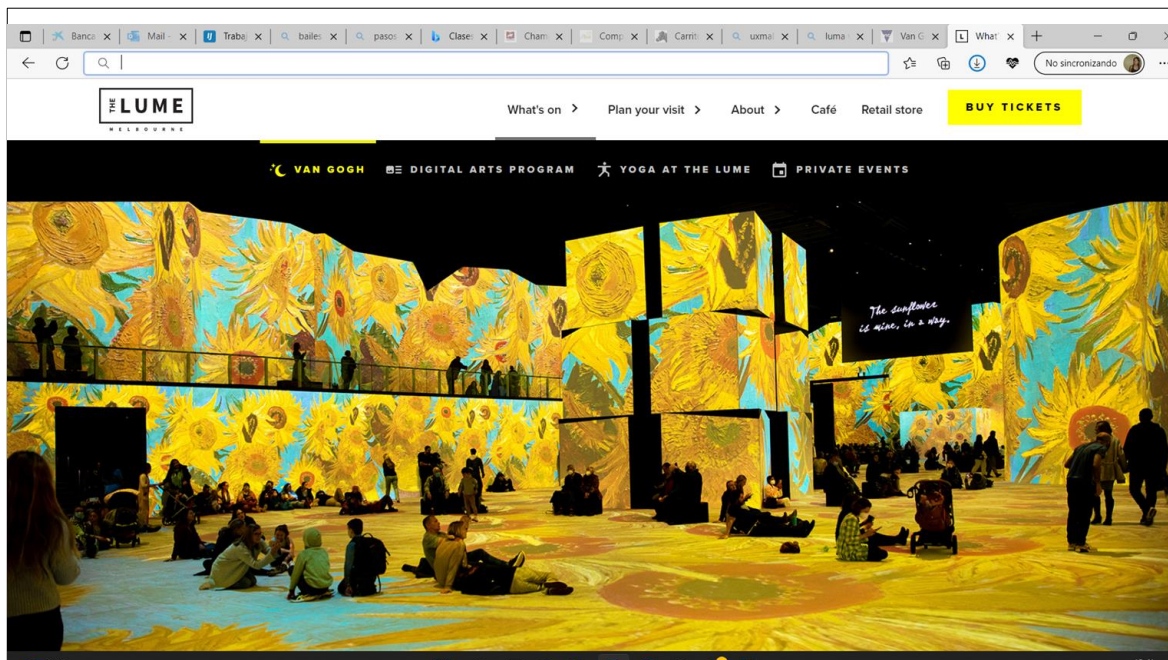 Banca
Mail -
Trabaj
bailes
pasos
Clases
Cham
Comp
Carrit
uxmal
luma
Van G
What'
No sincronizando
THE LUME
MELBOURNE
What's on
Plan your visit
About
Café
Retail store
BUY TICKETS
VAN GOGH
DIGITAL ARTS PROGRAM
YOGA AT THE LUME
PRIVATE EVENTS
The sunflower
is mine, in a way.